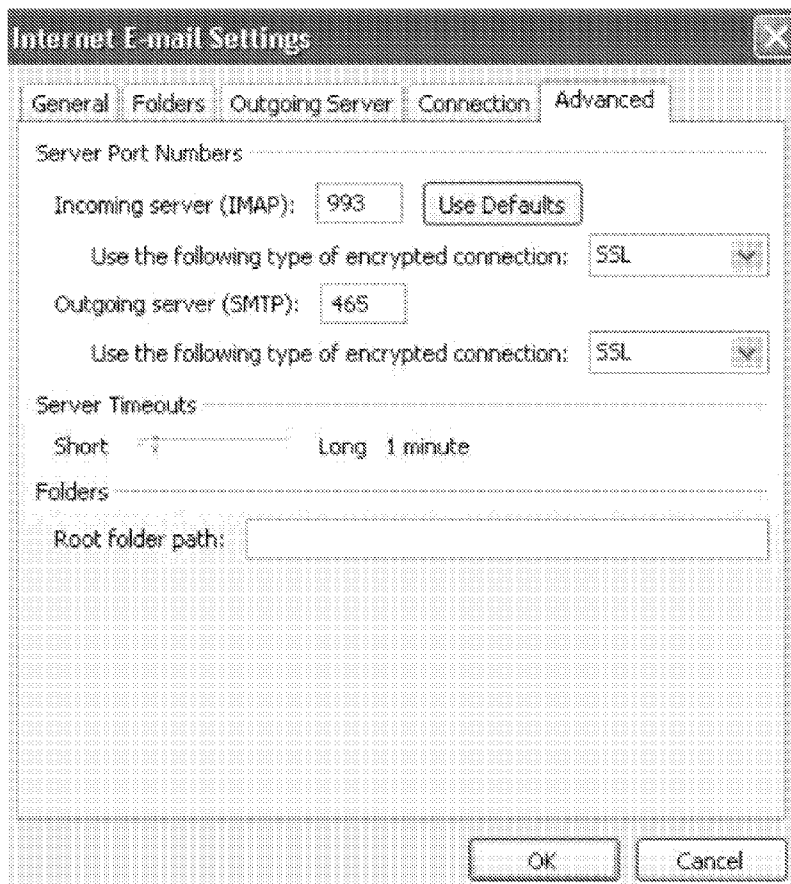 Internet E-mail Settings
General Folders Outgoing Server Connection Advanced
Server Port Numbers
Incoming server (IMAP): 993 Use Defaults
Use the following type of encrypted connection: SSL
Outgoing server (SMTP): 465
Use the following type of encrypted connection: SSL
Server Timeouts
Short Long 1 minute
Folders
Root folder path:
OK Cancel